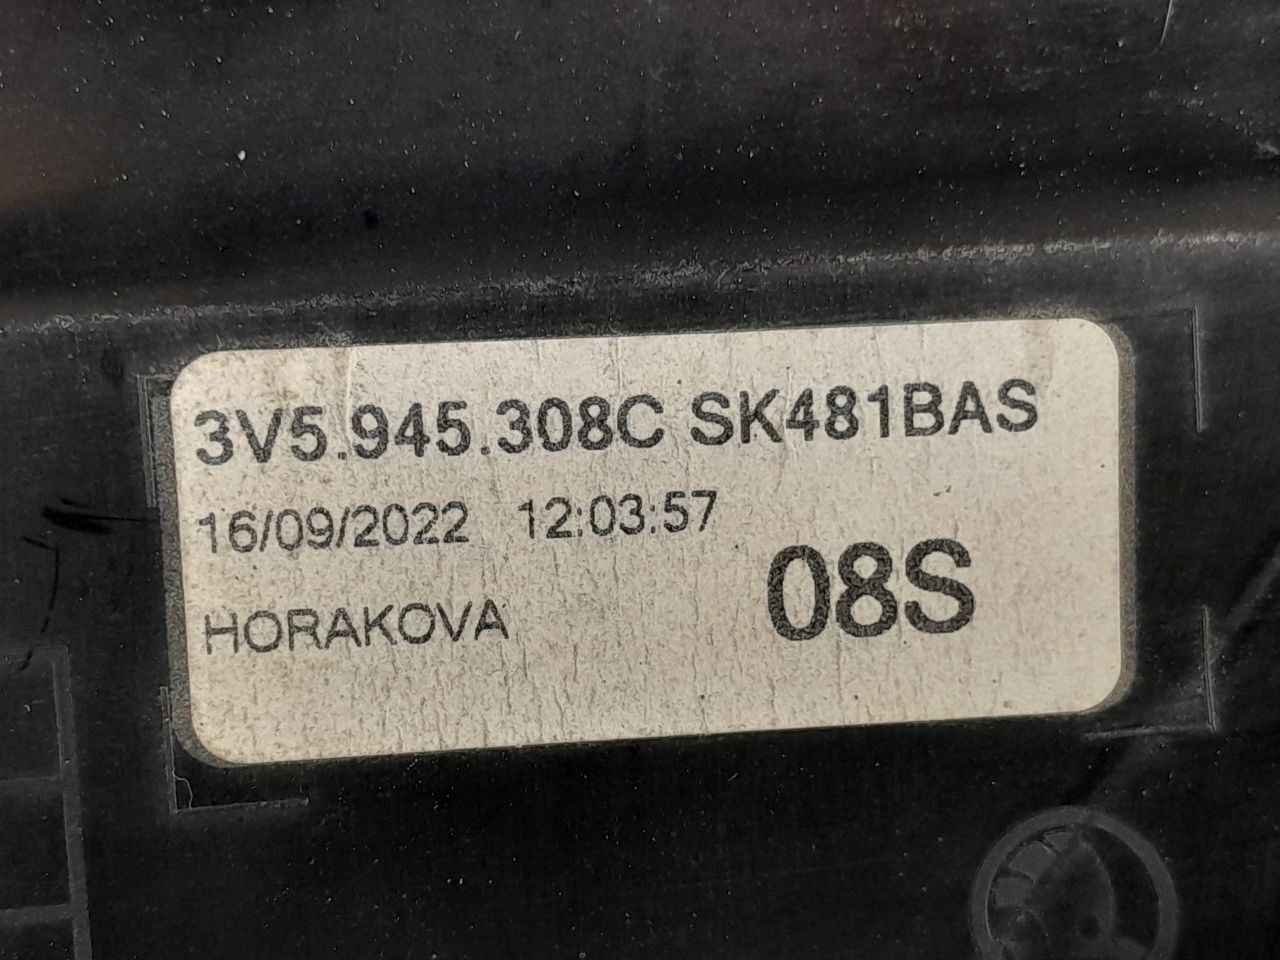 3V5.945.308C SK481BAS
16/09/2022 12:03:57
08S
HORAKOVA